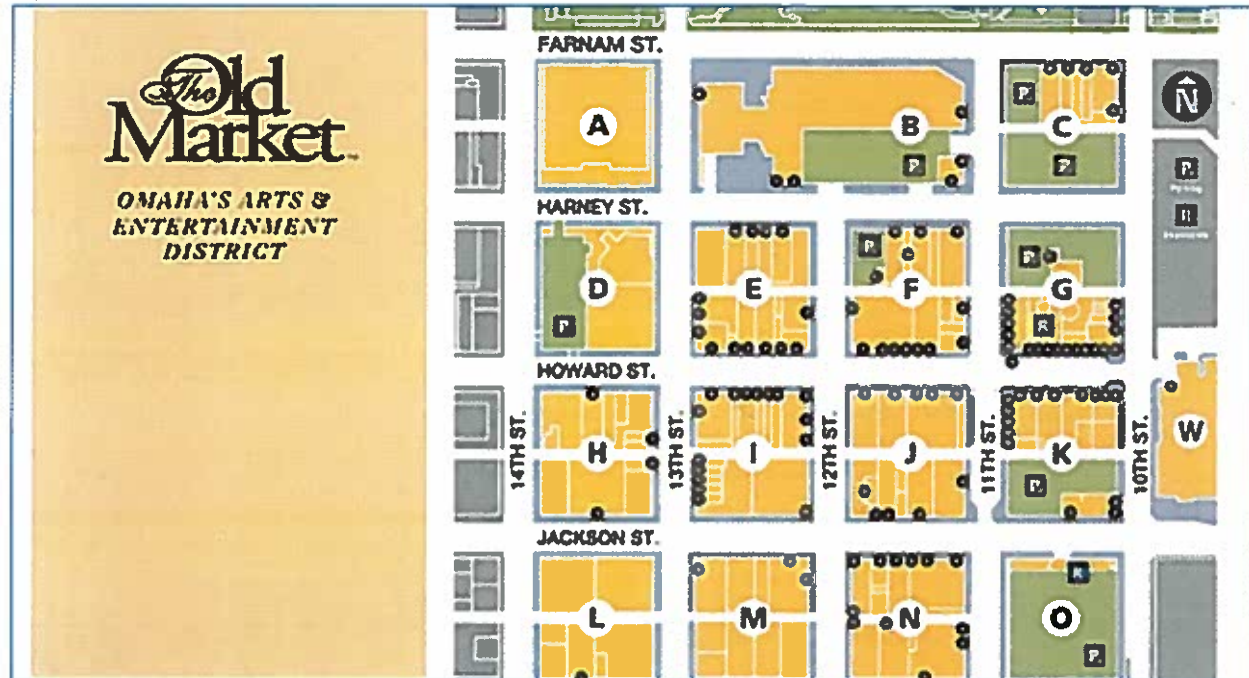 The Old
Market
OMAHA'S ARTS &
ENTERTAINMENT
DISTRICT
FARNAM ST.
N
A
B
C
P
P
P
P
HARNEY ST.
D
E
F
G
P
P
P
R
HOWARD ST.
14TH ST.
13TH ST.
12TH ST.
11TH ST.
10TH ST.
H
I
J
K
W
P
JACKSON ST.
L
M
N
O
P